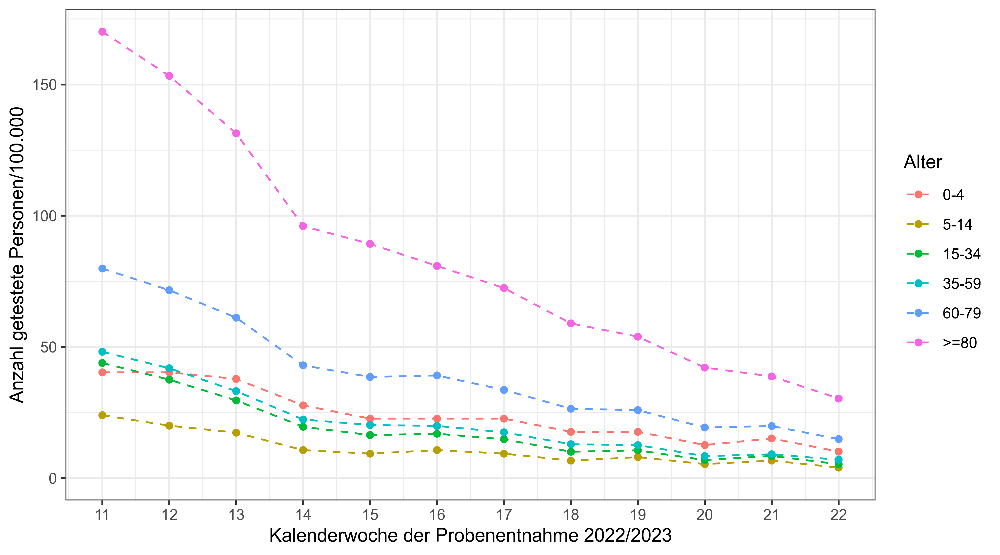 Anzahl getestete Personen/100.000
150
100
50
0
11 12 13 14 15 16 17 18 19 20 21 22
Kalenderwoche der Probenentnahme 2022/2023
Alter
0-4
5-14
15-34
35-59
60-79
>=80